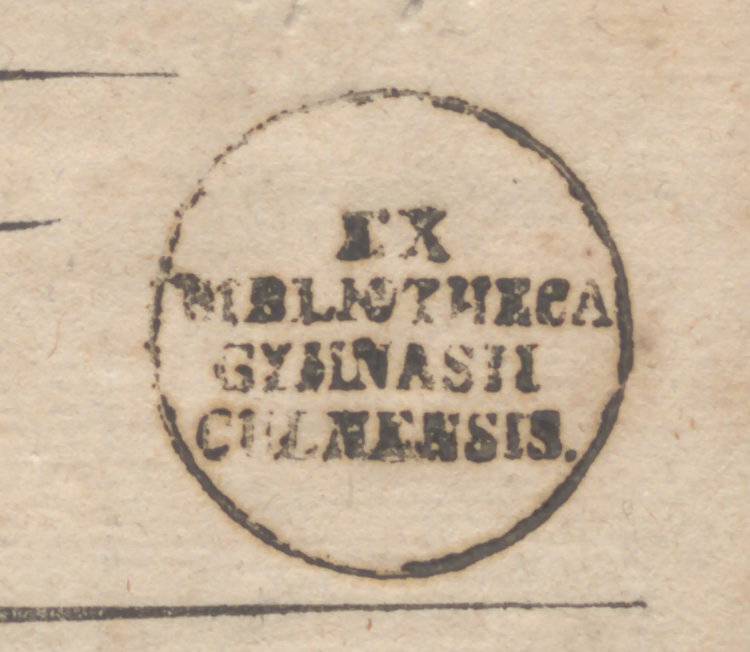 EX
BIBLIOTHECA
GYMNASII
CULMENSIS.